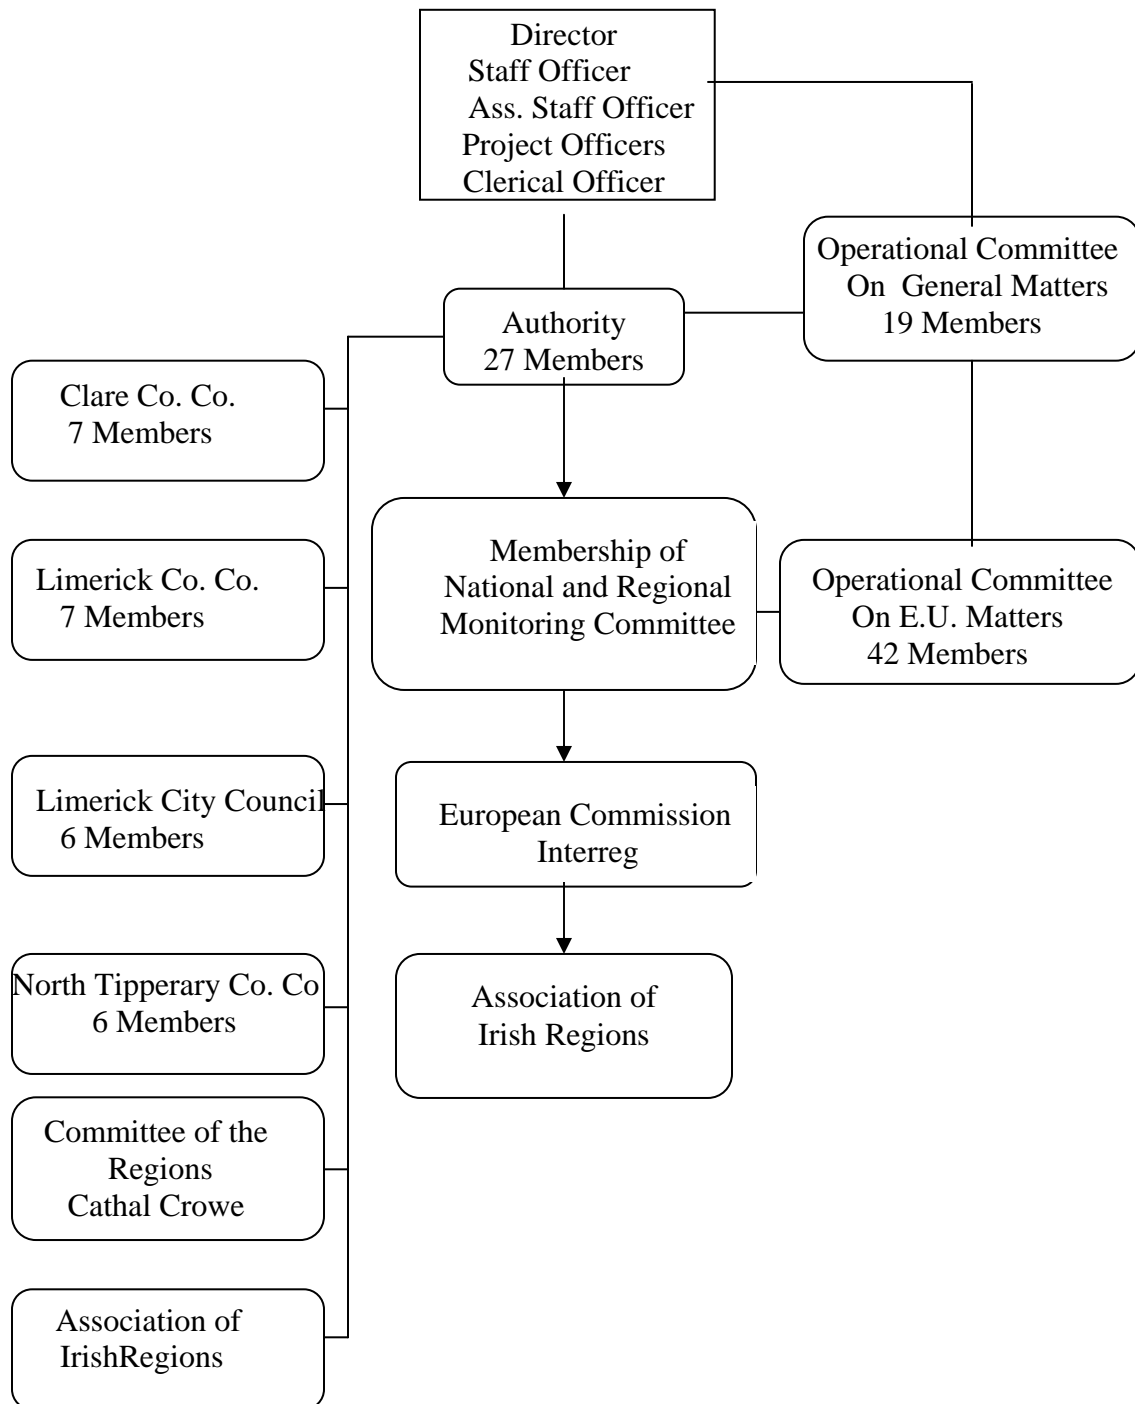 Director
Staff Officer
Ass. Staff Officer
Project Officers
Clerical Officer
Operational Committee
On General Matters
19 Members
Authority
27 Members
Clare Co. Co.
7 Members
Membership of
National and Regional
Monitoring Committee
Limerick Co. Co.
7 Members
Operational Committee
On E.U. Matters
42 Members
Limerick City Council
6 Members
European Commission
Interreg
North Tipperary Co. Co
6 Members
Association of
Irish Regions
Committee of the
Regions
Cathal Crowe
Association of
IrishRegions